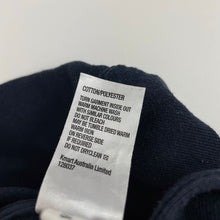 COTTON/POLYESTER
TURN GARMENT INSIDE OUT
WARM MACHINE WASH
WITH SIMILAR COLOURS
DO NOT BLEACH
MAY BE TUMBLE DRIED WARM
WARM IRON
ON REVERSE SIDE
IF REQUIRED
DO NOT DRYCLEAN
Kmart Australia Limited
128037